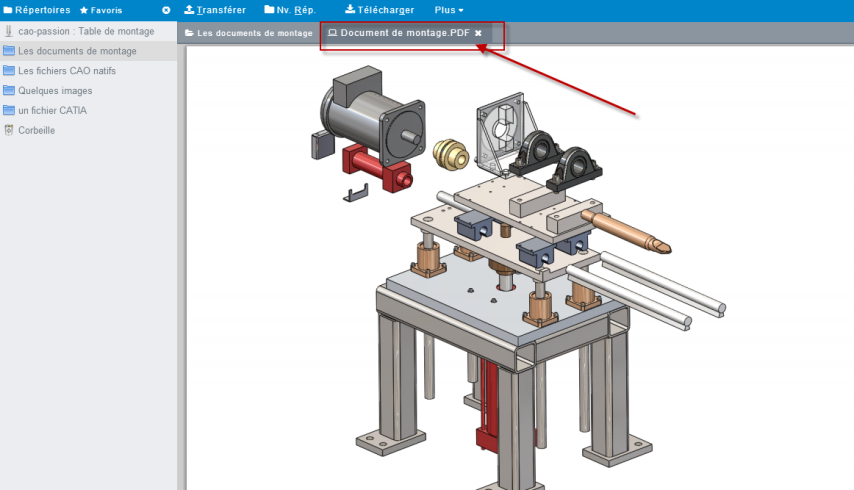 Répertoires Favoris
Transférer Nv. Rép. Télécharger Plus
cao-passion : Table de montage
Les documents de montage
Les fichiers CAO natifs
Quelques images
un fichier CATIA
Corbeille
Les documents de montage Document de montage.PDF